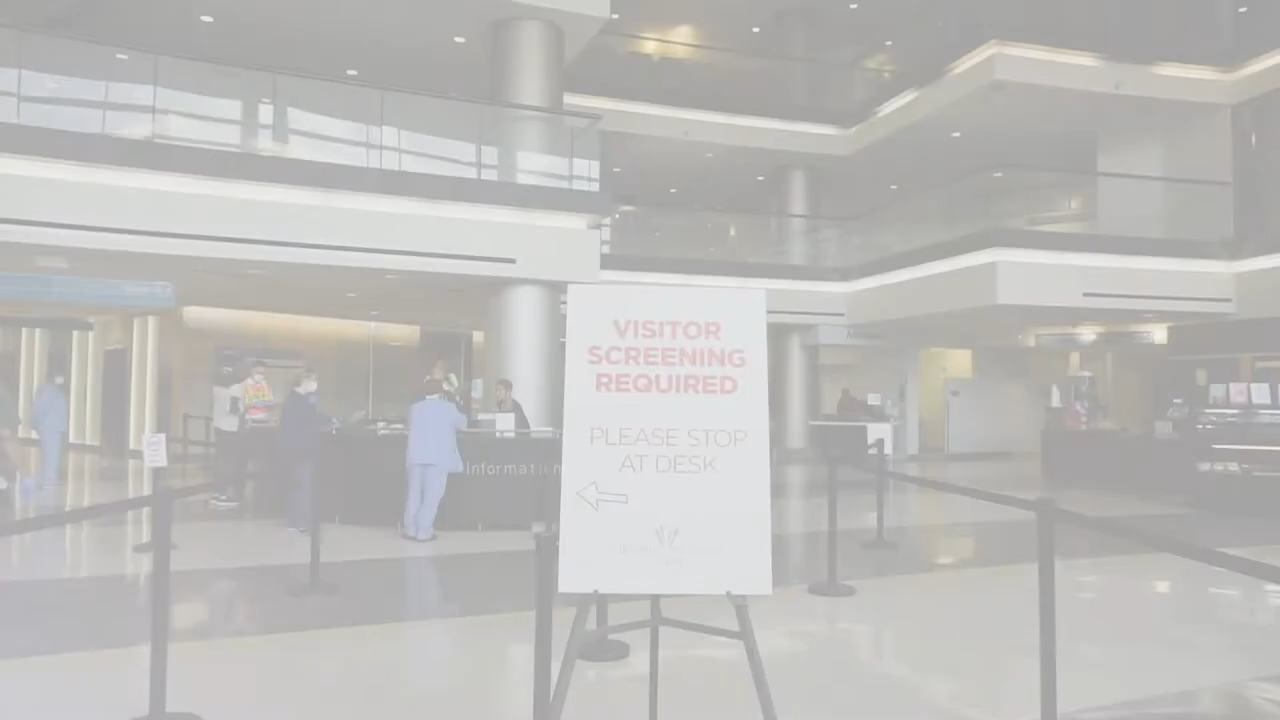 VISITOR
SCREENING
REQUIRED
PLEASE STOP
AT DESK
Information